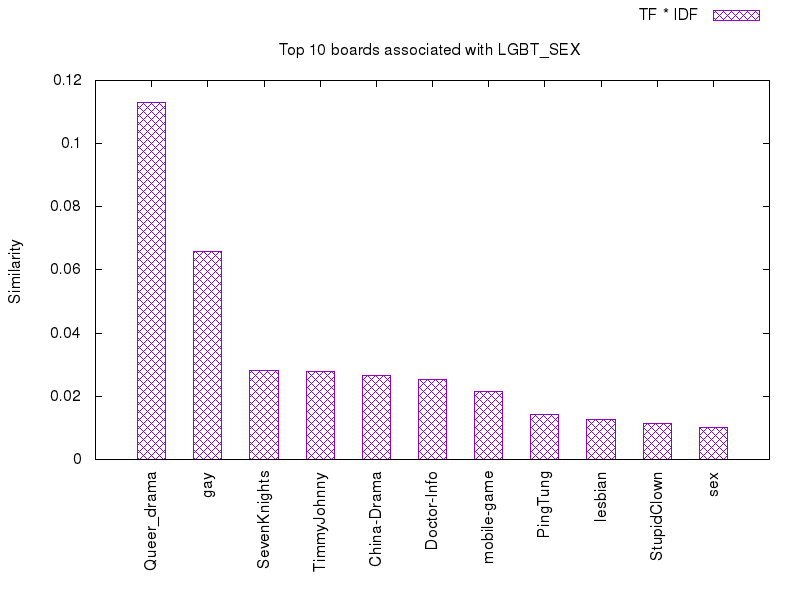 TF * IDF
Top 10 boards associated with LGBT_SEX
Similarity
0.12
0.1
0.08
0.06
0.04
0.02
0
Queer_drama
gay
SevenKnights
TimmyJohnny
China-Drama
Doctor-Info
mobile-game
PingTung
lesbian
StupidClown
sex